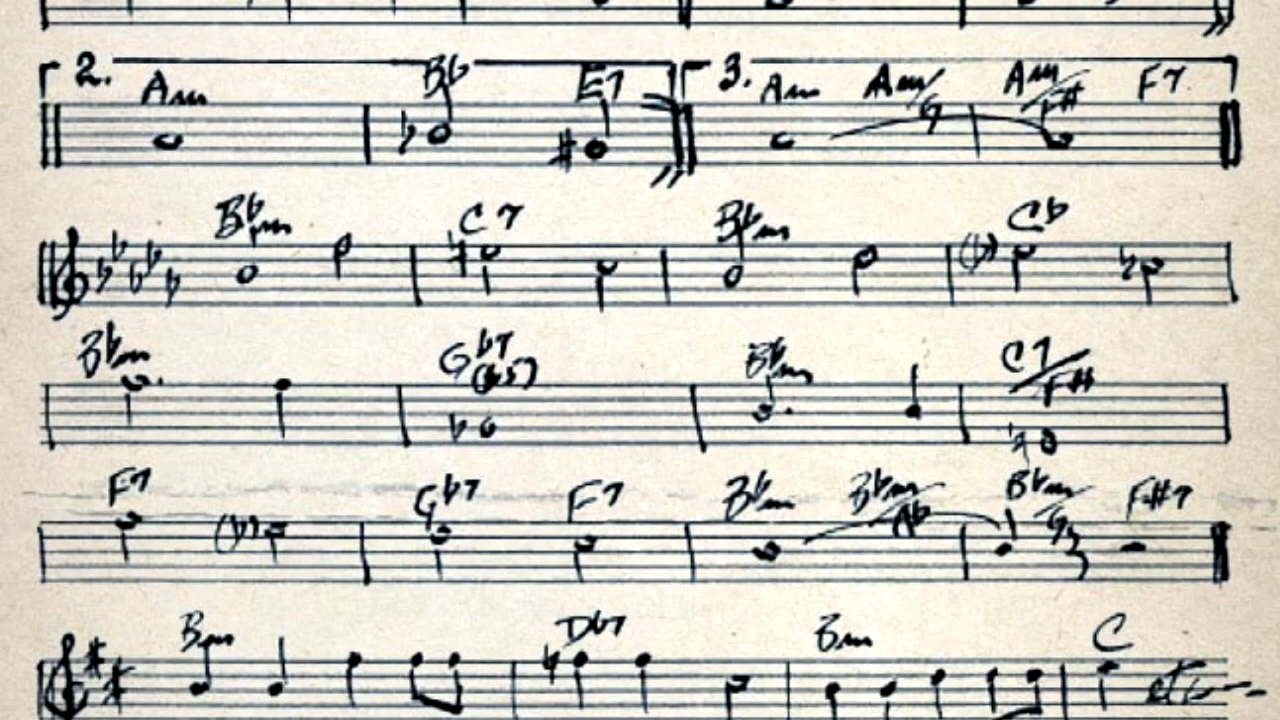 2. Am Bb E7 3. Am Am/G Am/F# F7
Bbm C7 Bbm Cb
Bbm Gb7 (b5) Bbm C7/F#
F7 Gb7 F7 Bbm Bbm/Ab Bbm/G F#7
Bm Db7 Bm C etc